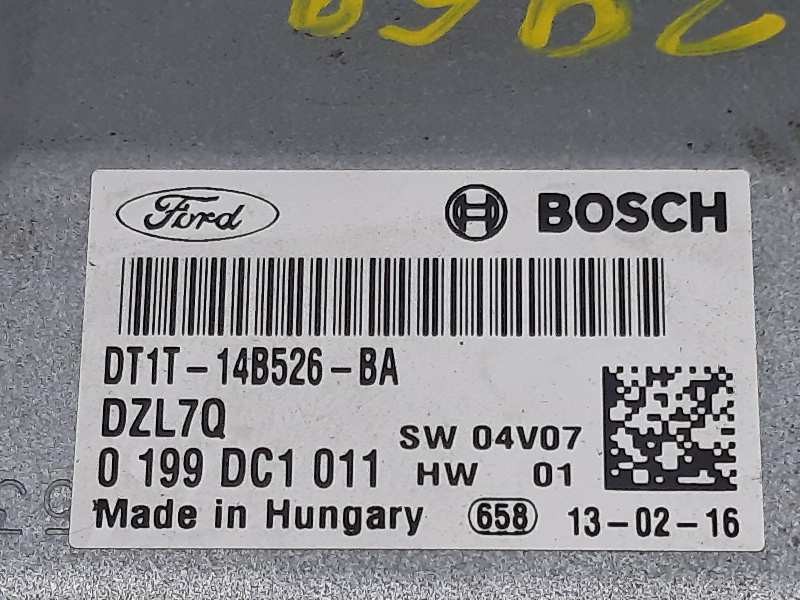 Ford BOSCH
DT1T-14B526-BA
DZL7Q
SW 04V07
0 199 DC1 011
HW 01
Made in Hungary 658 13-02-16